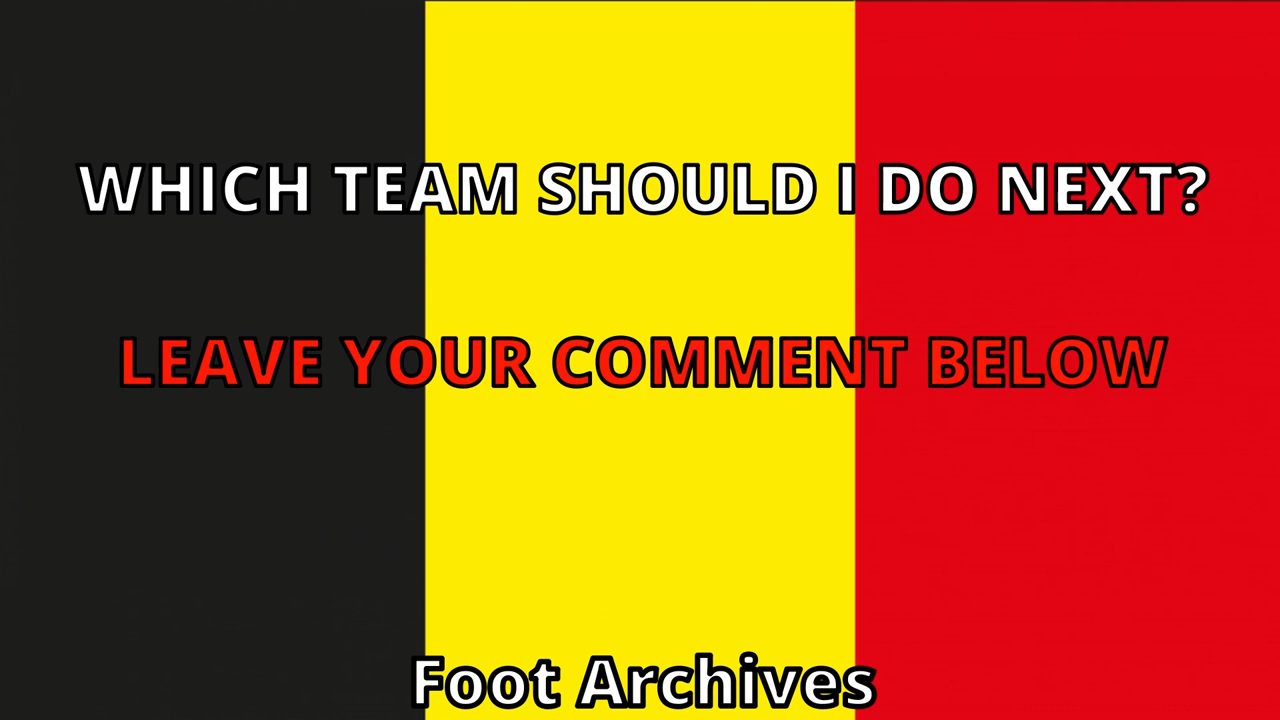 WHICH TEAM SHOULD I DO NEXT?
LEAVE YOUR COMMENT BELOW
Foot Archives